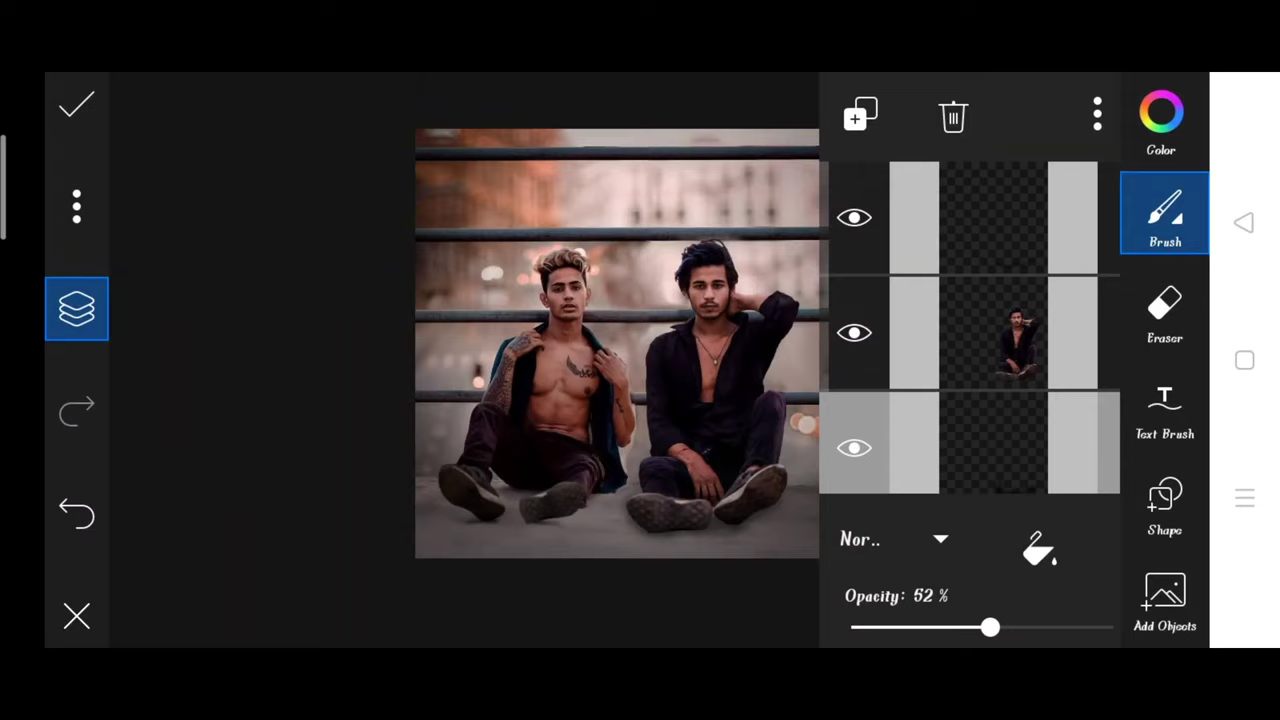 Color
Brush
Eraser
Text Brush
Shape
Add Objects
Nor..
Opacity: 52 %